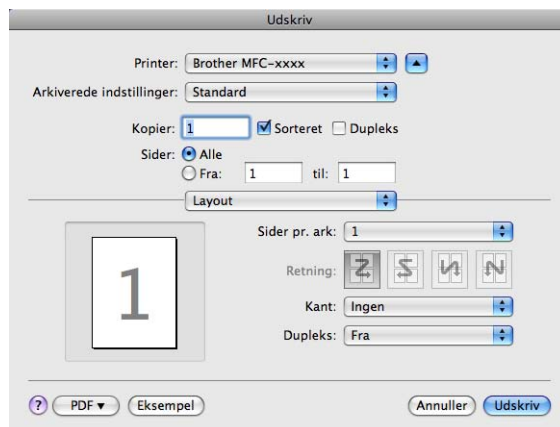 Udskriv
Printer: Brother MFC-xxxx
Arkiverede indstillinger: Standard
Kopier: 1 Sorteret Dupleks
Sider: Alle
Fra: 1 til: 1
Layout
Sider pr. ark: 1
1
Retning:
Kant: Ingen
Dupleks: Fra
? PDF Eksempel Annuller Udskriv